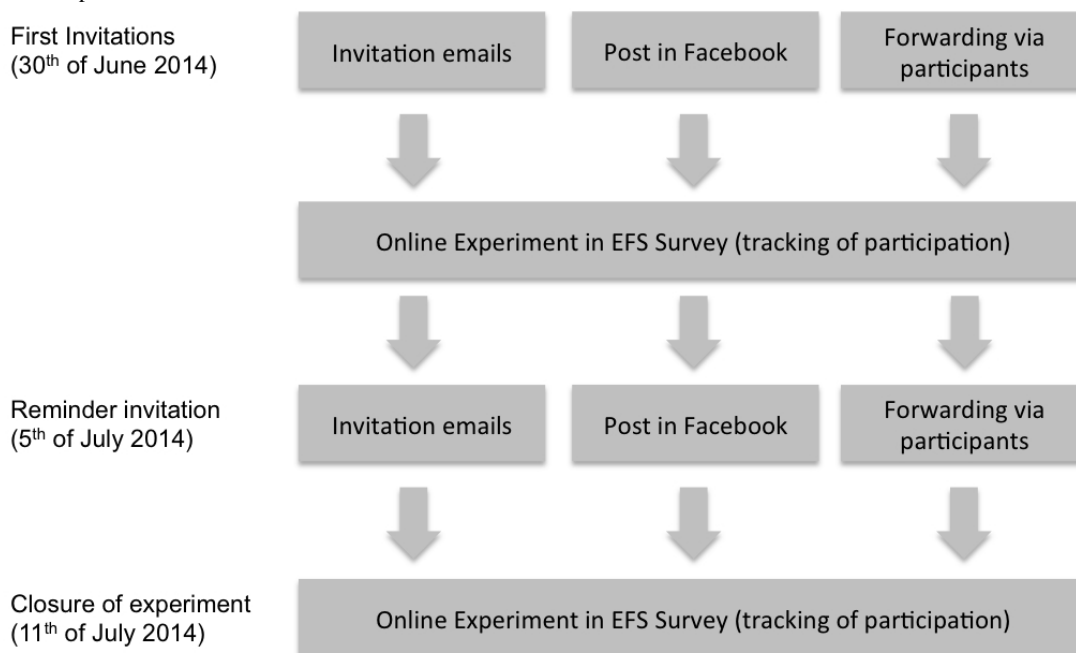 First Invitations
(30th of June 2014)
Invitation emails
Post in Facebook
Forwarding via
participants
Online Experiment in EFS Survey (tracking of participation)
Reminder invitation
(5th of July 2014)
Invitation emails
Post in Facebook
Forwarding via
participants
Closure of experiment
(11th of July 2014)
Online Experiment in EFS Survey (tracking of participation)